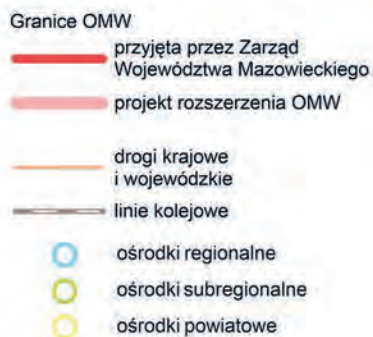 Granice OMW
przyjęta przez Zarząd
Województwa Mazowieckiego
projekt rozszerzenia OMW
drogi krajowe
i wojewódzkie
linie kolejowe
ośrodki regionalne
ośrodki subregionalne
ośrodki powiatowe